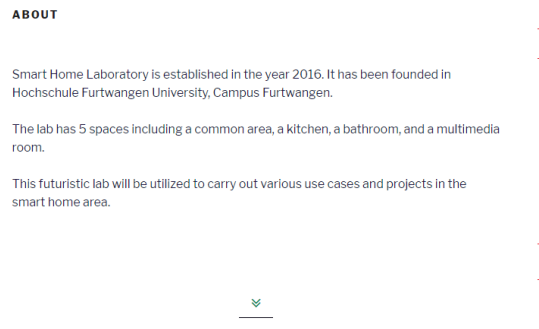 ABOUT
Smart Home Laboratory is established in the year 2016. It has been founded in
Hochschule Furtwangen University, Campus Furtwangen.
The lab has 5 spaces including a common area, a kitchen, a bathroom, and a multimedia
room.
This futuristic lab will be utilized to carry out various use cases and projects in the
smart home area.